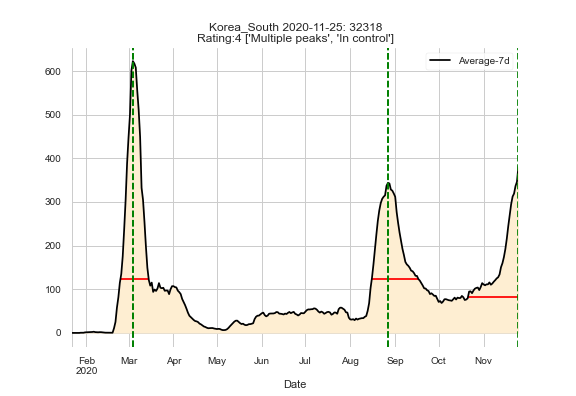 Korea_South 2020-11-25: 32318
Rating:4 ['Multiple peaks', 'In control']
Average-7d
600
500
400
300
200
100
0
Feb Mar Apr May Jun Jul Aug Sep Oct Nov
2020
Date